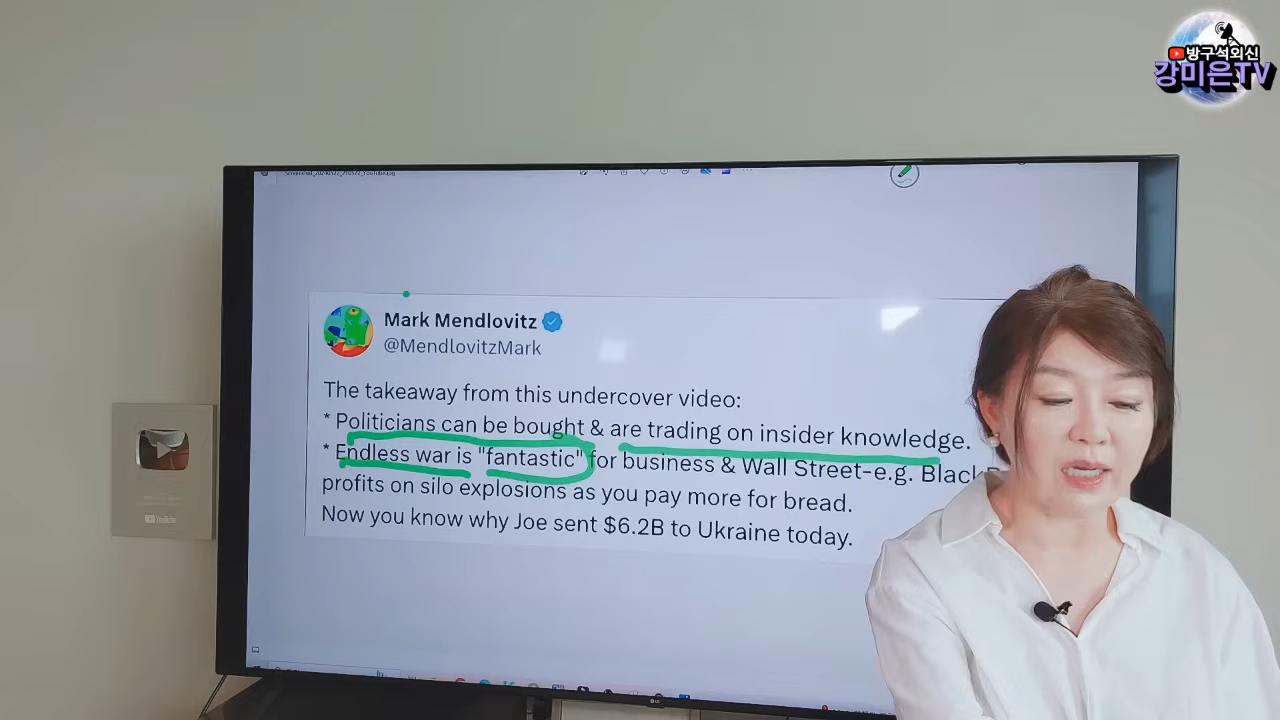 방구석외신
강미은TV
Mark Mendlovitz
@MendlovitzMark
The takeaway from this undercover video:
* Politicians can be bought & are trading on insider knowledge.
* Endless war is "fantastic" for business & Wall Street-e.g. Black
profits on silo explosions as you pay more for bread.
Now you know why Joe sent $6.2B to Ukraine today.
YouTube
LG